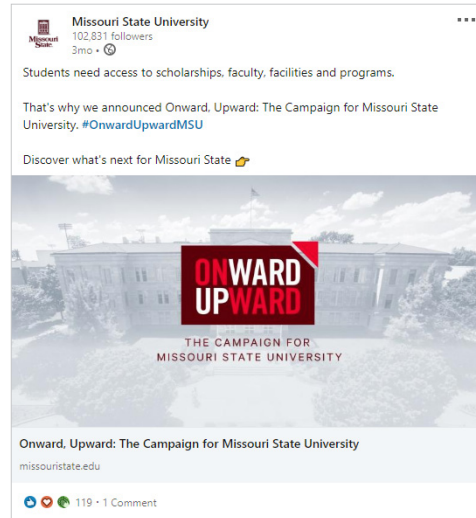 Missouri State University
102,831 followers
3mo •
Missouri
State
Students need access to scholarships, faculty, facilities and programs.
That's why we announced Onward, Upward: The Campaign for Missouri State
University. #OnwardUpwardMSU
Discover what's next for Missouri State
ONWARD
UPWARD
THE CAMPAIGN FOR
MISSOURI STATE UNIVERSITY
Onward, Upward: The Campaign for Missouri State University
missouristate.edu
119 • 1 Comment